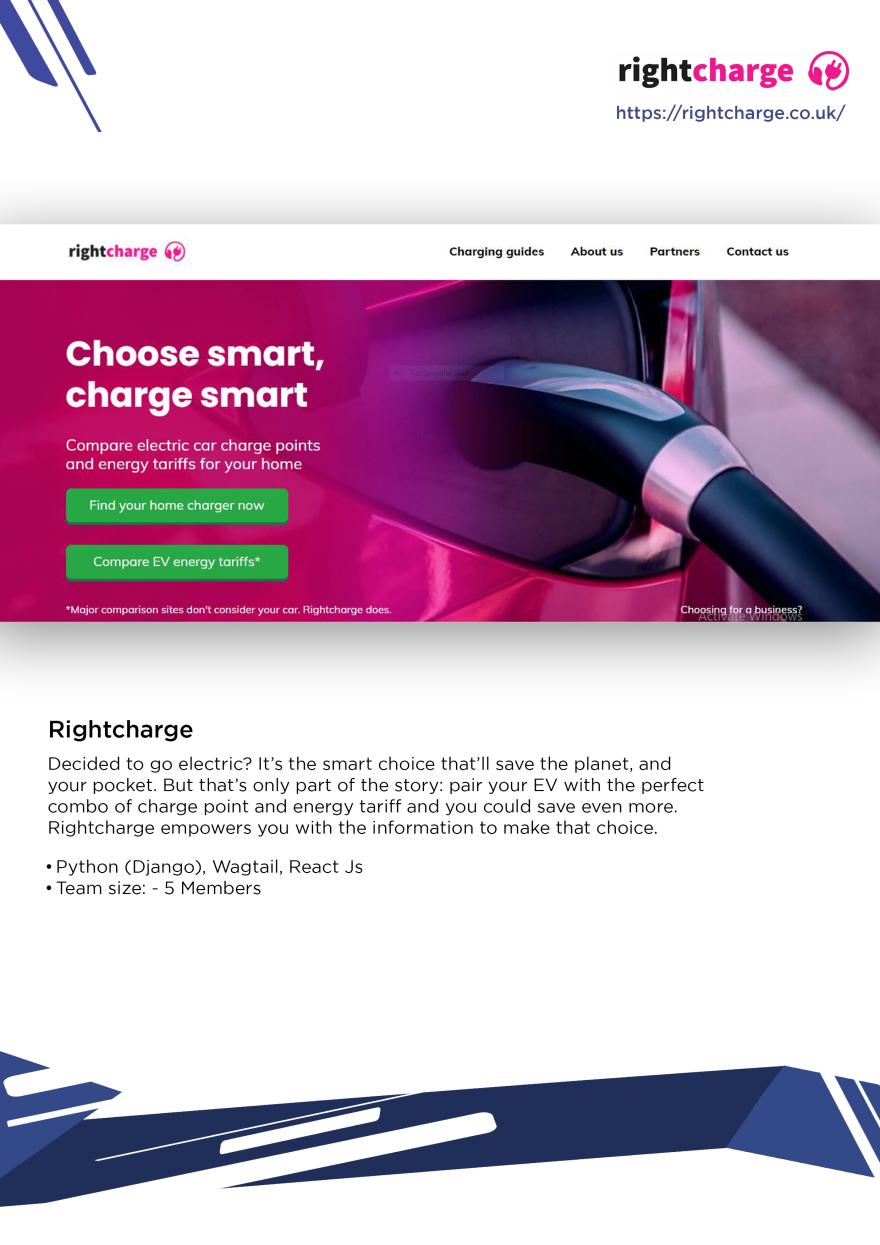 rightcharge
https://rightcharge.co.uk/
rightcharge
Charging guides About us Partners Contact us
Choose smart,
charge smart
Compare electric car charge points
and energy tariffs for your home
Find your home charger now
Compare EV energy tariffs*
*Major comparison sites don't consider your car. Rightcharge does.
Choosing for a business?
Activate Windows
Rightcharge
Decided to go electric? It’s the smart choice that’ll save the planet, and
your pocket. But that’s only part of the story: pair your EV with the perfect
combo of charge point and energy tariff and you could save even more.
Rightcharge empowers you with the information to make that choice.
• Python (Django), Wagtail, React Js
• Team size: - 5 Members